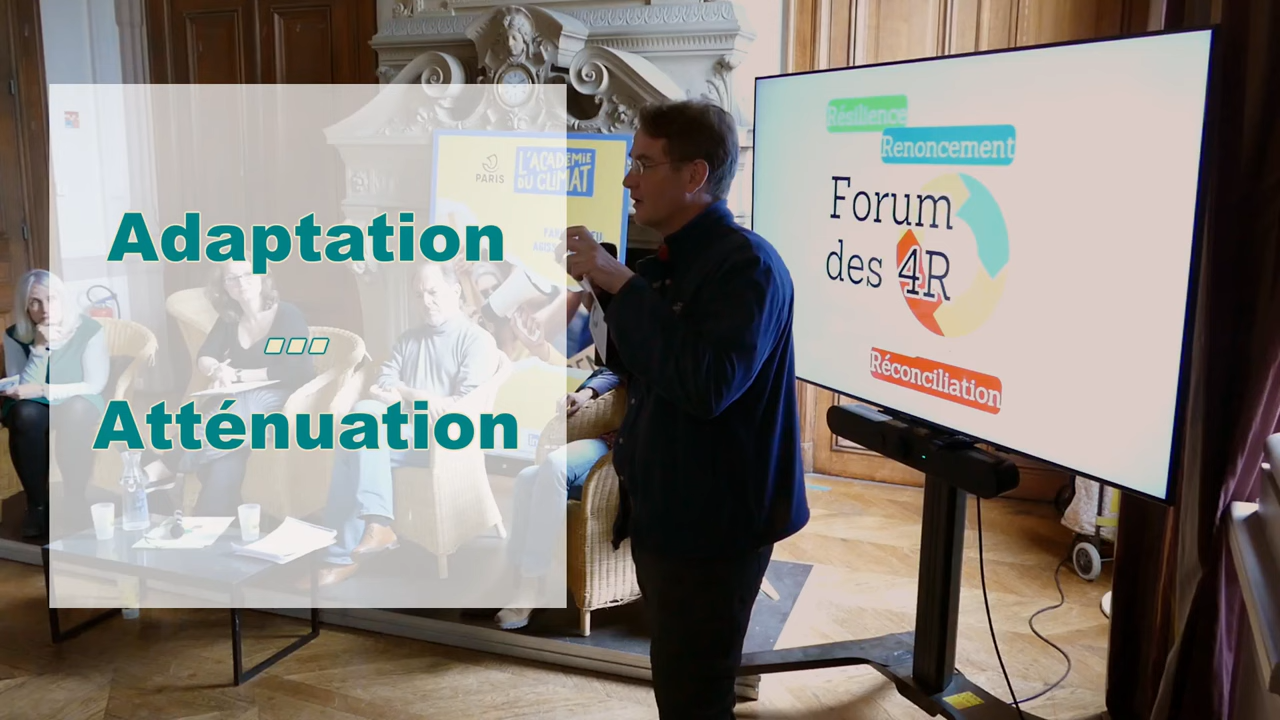 Adaptation
...
Atténuation
PARIS
L'ACADÉMIE
DU CLIMAT
Résilience
Renoncement
Forum
des 4R
Réconciliation